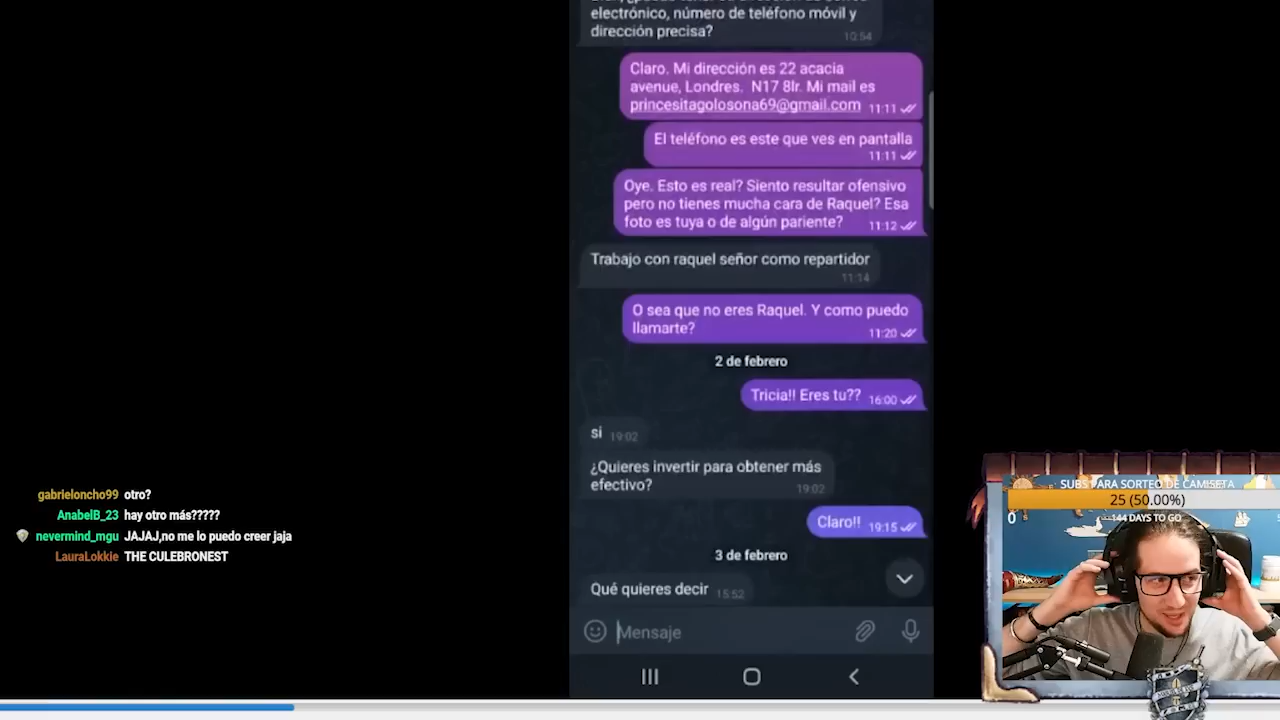 electrónico, número de teléfono móvil y
dirección precisa?
10:54
Claro. Mi dirección es 22 acacia
avenue, Londres. N17 8lr. Mi mail es
princesitagolosona69@gmail.com 11:11
El teléfono es este que ves en pantalla
11:11
Oye. Esto es real? Siento resultar ofensivo
pero no tienes mucha cara de Raquel? Esa
foto es tuya o de algún pariente? 11:12
Trabajo con raquel señor como repartidor
11:14
O sea que no eres Raquel. Y como puedo
llamarte? 11:20
2 de febrero
Tricia!! Eres tu?? 16:00
si 19:02
¿Quieres invertir para obtener más
efectivo? 19:02
Claro!! 19:15
3 de febrero
Qué quieres decir 15:52
Mensaje
gabrieloncho99 otro?
AnabelB_23 hay otro más?????
nevermind_mgu JAJAJ,no me lo puedo creer jaja
LauraLokkie THE CULEBRONEST
SUBS PARA SORTEO DE CAMISETA
25 (50.00%)
0
144 DAYS TO GO